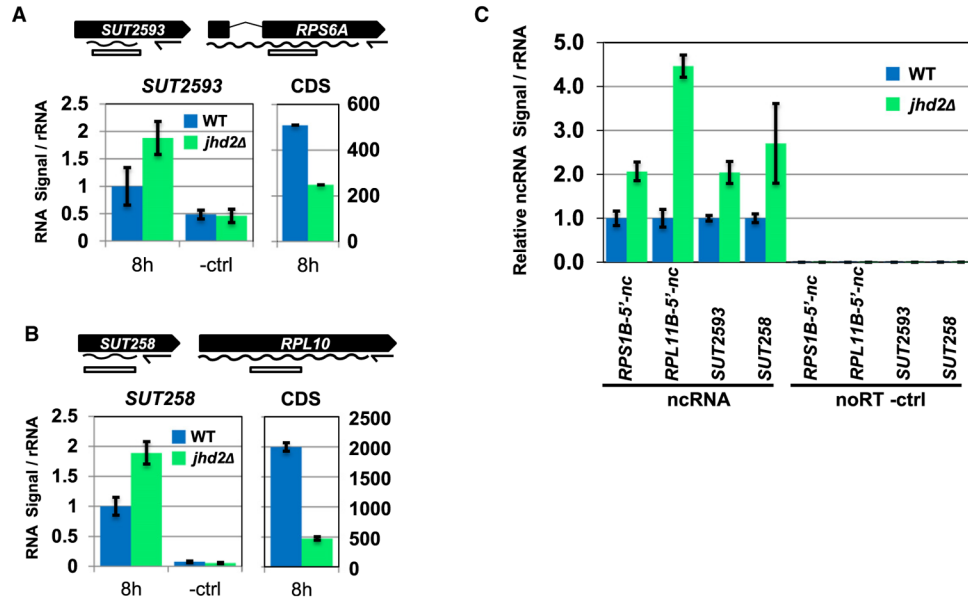 A
SUT2593
RPS6A
SUT2593
CDS
RNA Signal / rRNA
2.5
2
1.5
1
0.5
0
WT
jhd2Δ
600
400
200
0
8h
-ctrl
8h
B
SUT258
RPL10
SUT258
CDS
RNA Signal / rRNA
2.5
2
1.5
1
0.5
0
WT
jhd2Δ
2500
2000
1500
1000
500
0
8h
-ctrl
8h
C
Relative ncRNA Signal / rRNA
5.0
4.0
3.0
2.0
1.0
0.0
WT
jhd2Δ
RPS1B-5'-nc
RPL11B-5'-nc
SUT2593
SUT258
RPS1B-5'-nc
RPL11B-5'-nc
SUT2593
SUT258
ncRNA
noRT -ctrl